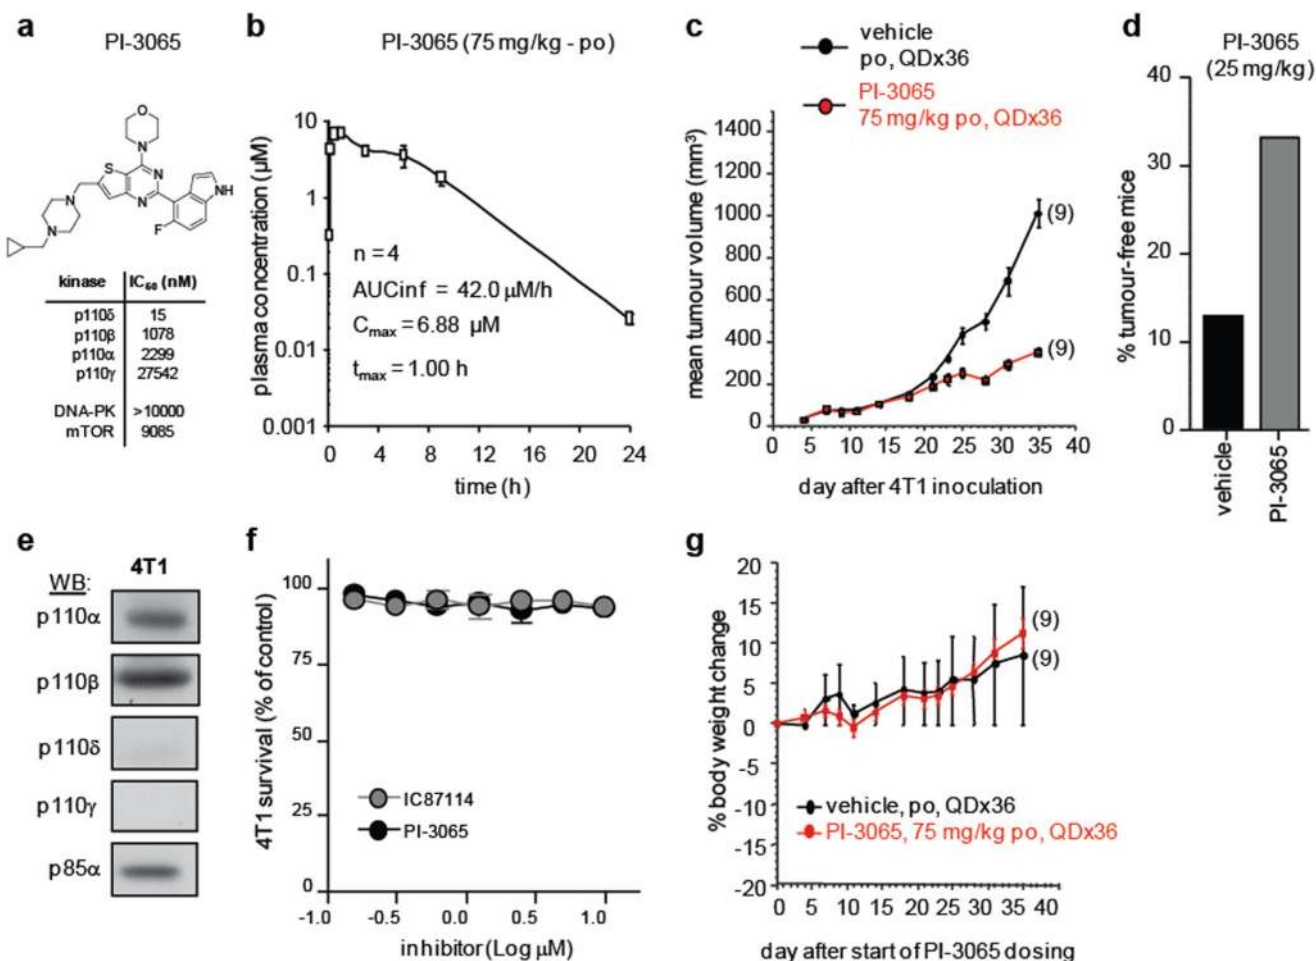 a
PI-3065
O
N
S
N
N
N
N
F
NH
kinase IC₅₀ (nM)
p110δ 15
p110β 1078
p110α 2299
p110γ 27542
DNA-PK >10000
mTOR 9085
b
PI-3065 (75 mg/kg - po)
plasma concentration (µM)
10
1
0.1
0.01
0.001
n = 4
AUCinf = 42.0 µM/h
Cmax = 6.88 µM
tmax = 1.00 h
0 4 8 12 16 20 24
time (h)
c
vehicle
po, QDx36
PI-3065
75 mg/kg po, QDx36
mean tumour volume (mm³)
1400
1200
1000
800
600
400
200
0
(9)
(9)
0 5 10 15 20 25 30 35 40
day after 4T1 inoculation
d
PI-3065
(25 mg/kg)
% tumour-free mice
40
30
20
10
0
vehicle
PI-3065
e
WB:
4T1
p110α
p110β
p110δ
p110γ
p85α
f
4T1 survival (% of control)
100
75
50
25
0
IC87114
PI-3065
-1.0 -0.5 0.0 0.5 1.0
inhibitor (Log µM)
g
% body weight change
20
15
10
5
0
-5
-10
-15
-20
(9)
(9)
vehicle, po, QDx36
PI-3065, 75 mg/kg po, QDx36
0 5 10 15 20 25 30 35 40
day after start of PI-3065 dosing